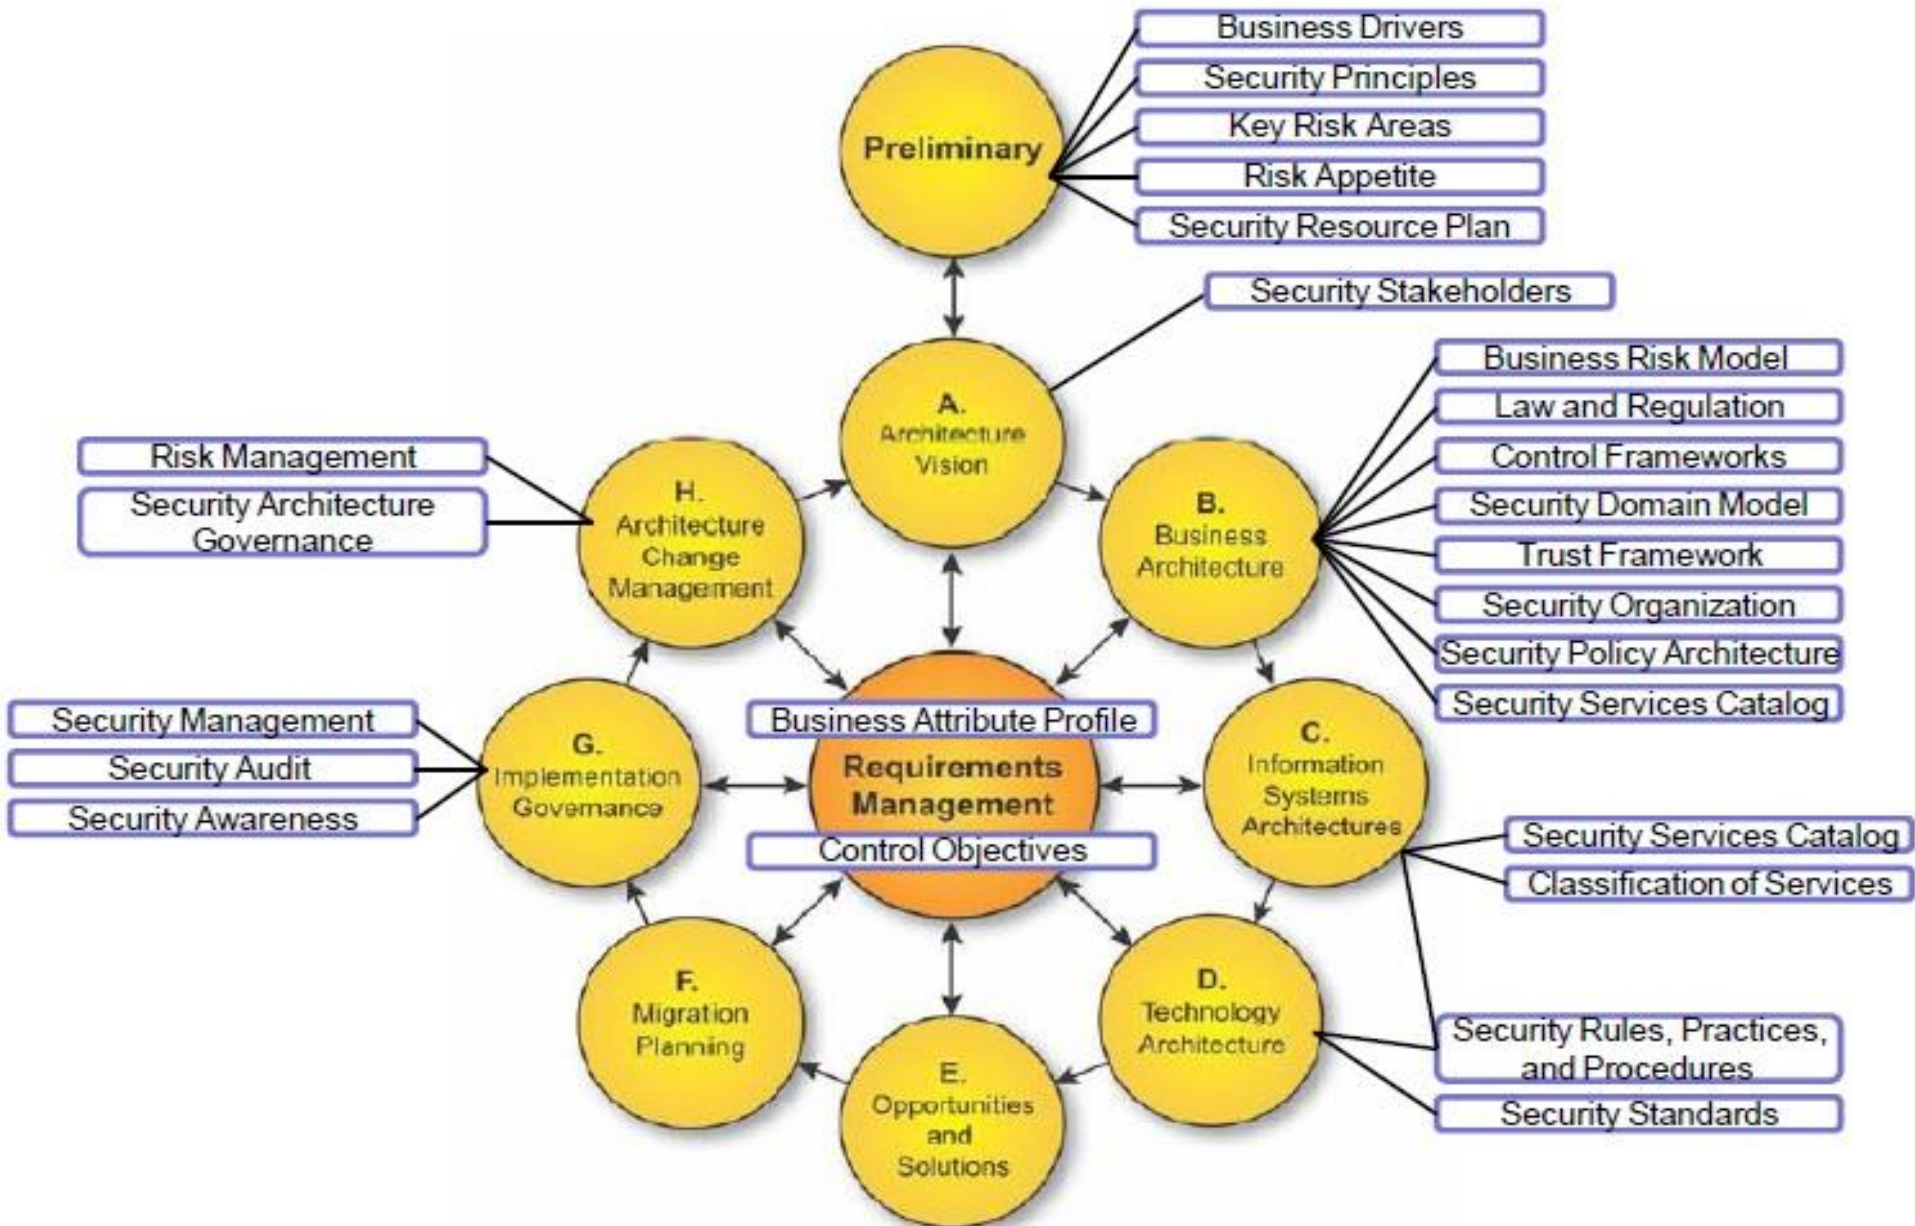 Business Drivers
Security Principles
Key Risk Areas
Risk Appetite
Security Resource Plan
Preliminary
Security Stakeholders
A.
Architecture
Vision
Business Risk Model
Law and Regulation
Control Frameworks
Security Domain Model
Trust Framework
Security Organization
Security Policy Architecture
Security Services Catalog
B.
Business
Architecture
Risk Management
Security Architecture
Governance
H.
Architecture
Change
Management
Security Management
Security Audit
Security Awareness
G.
Implementation
Governance
Business Attribute Profile
Requirements
Management
Control Objectives
C.
Information
Systems
Architectures
Security Services Catalog
Classification of Services
F.
Migration
Planning
D.
Technology
Architecture
Security Rules, Practices,
and Procedures
Security Standards
E.
Opportunities
and
Solutions